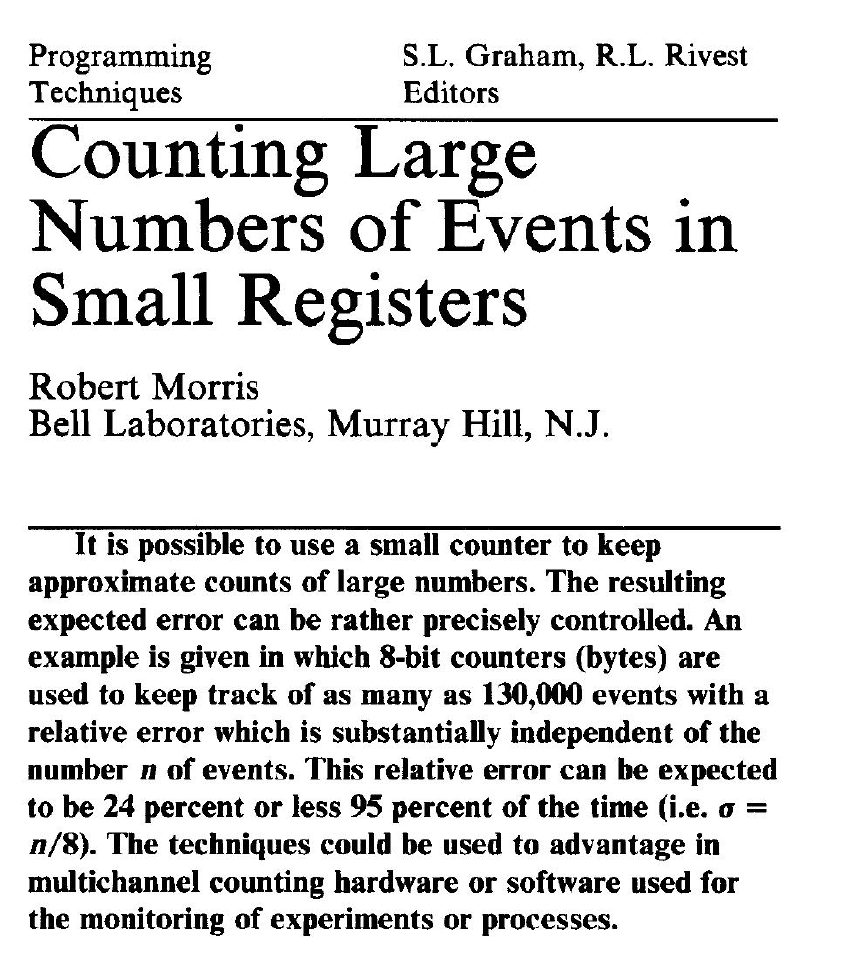 Programming Techniques
S.L. Graham, R.L. Rivest Editors
Counting Large
Numbers of Events in
Small Registers
Robert Morris
Bell Laboratories, Murray Hill, N.J.
It is possible to use a small counter to keep
approximate counts of large numbers. The resulting
expected error can be rather precisely controlled. An
example is given in which 8-bit counters (bytes) are
used to keep track of as many as 130,000 events with a
relative error which is substantially independent of the
number n of events. This relative error can be expected
to be 24 percent or less 95 percent of the time (i.e. σ =
n/8). The techniques could be used to advantage in
multichannel counting hardware or software used for
the monitoring of experiments or processes.